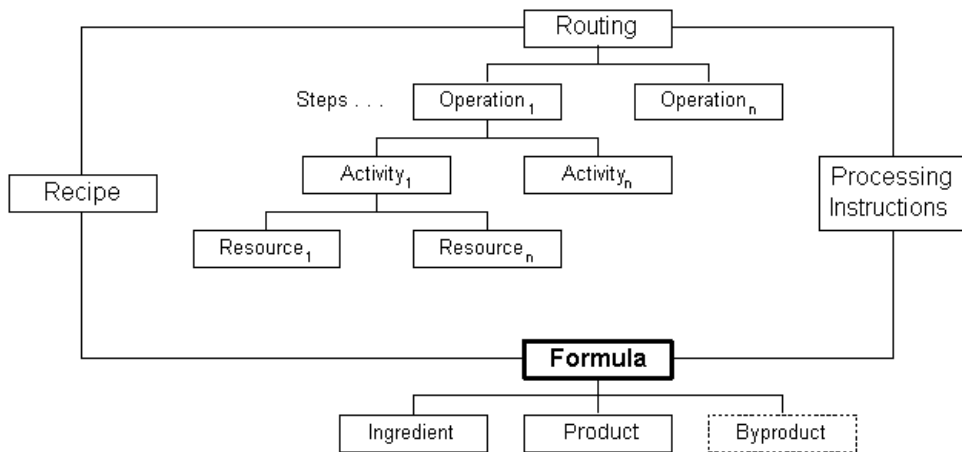 Routing
Steps . . . Operation₁ Operationₙ
Activity₁ Activityₙ
Recipe
Processing
Instructions
Resource₁ Resourceₙ
Formula
Ingredient Product Byproduct